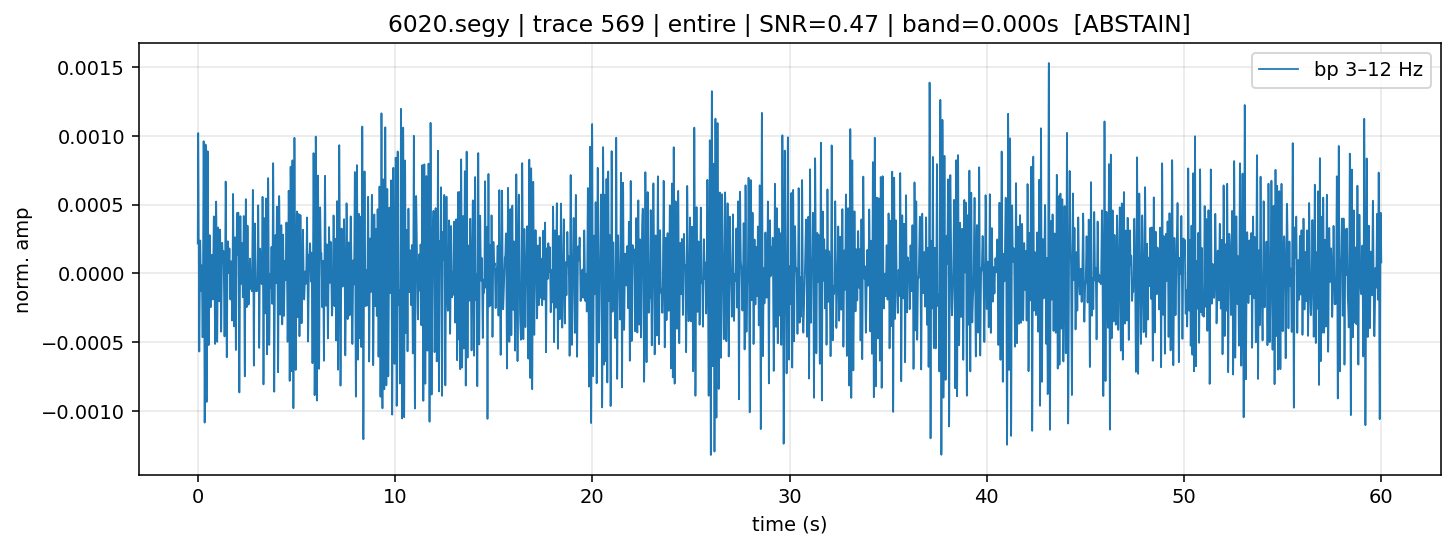 6020.segy | trace 569 | entire | SNR=0.47 | band=0.000s  [ABSTAIN]
bp 3–12 Hz
norm. amp
0.0015
0.0010
0.0005
0.0000
−0.0005
−0.0010
0 10 20 30 40 50 60
time (s)